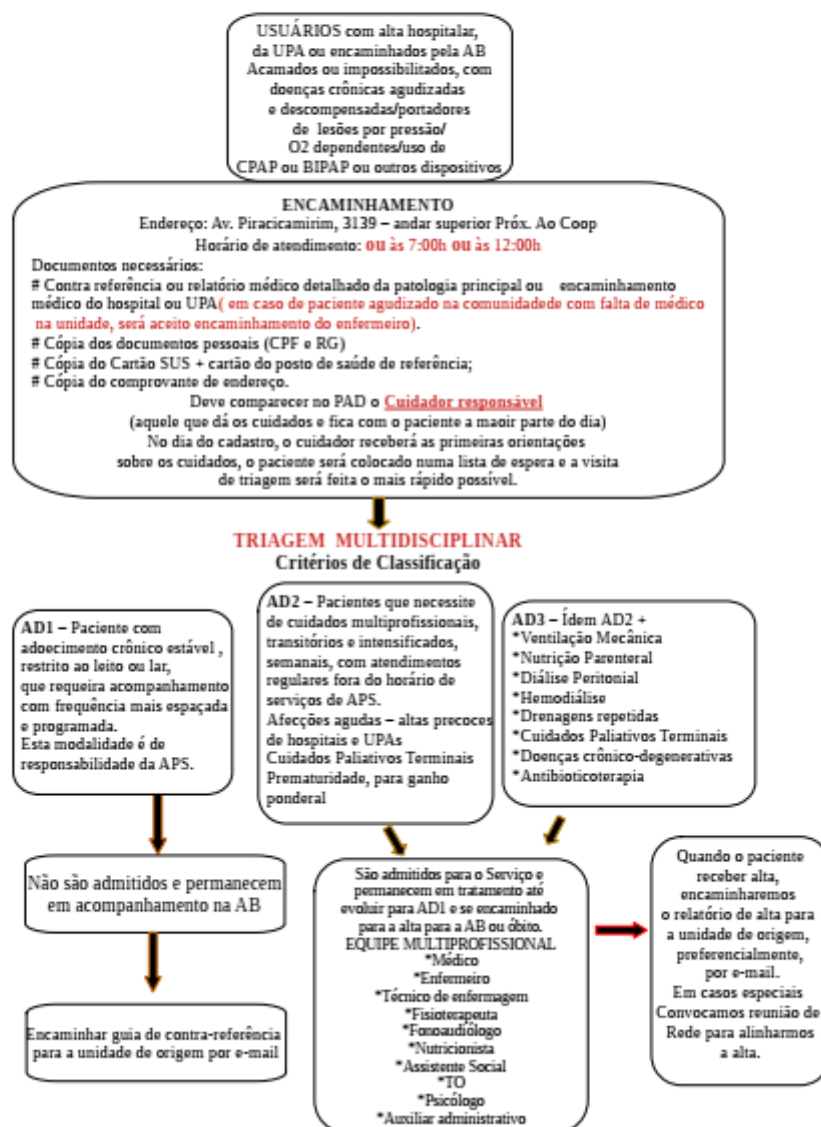 USUÁRIOS com alta hospitalar,
da UPA ou encaminhados pela AB
Acamados ou impossibilitados, com
doenças crônicas agudizadas
e descompensadas/portadores
de lesões por pressão/
O2 dependentes/uso de
CPAP ou BIPAP ou outros dispositivos
ENCAMINHAMENTO
Endereço: Av. Piracicamirim, 3139 – andar superior Próx. Ao Coop
Horário de atendimento: ou às 7:00h ou às 12:00h
Documentos necessários:
# Contra referência ou relatório médico detalhado da patologia principal ou encaminhamento
médico do hospital ou UPA( em caso de paciente agudizado na comunidadede com falta de médico
na unidade, será aceito encaminhamento do enfermeiro).
# Cópia dos documentos pessoais (CPF e RG)
# Cópia do Cartão SUS + cartão do posto de saúde de referência;
# Cópia do comprovante de endereço.
Deve comparecer no PAD o Cuidador responsável
(aquele que dá os cuidados e fica com o paciente a maoir parte do dia)
No dia do cadastro, o cuidador receberá as primeiras orientações
sobre os cuidados, o paciente será colocado numa lista de espera e a visita
de triagem será feita o mais rápido possível.
TRIAGEM MULTIDISCIPLINAR
Critérios de Classificação
AD1 – Paciente com
adoecimento crônico estável ,
restrito ao leito ou lar,
que requeira acompanhamento
com frequência mais espaçada
e programada.
Esta modalidade é de
responsabilidade da APS.
AD2 – Pacientes que necessite
de cuidados multiprofissionais,
transitórios e intensificados,
semanais, com atendimentos
regulares fora do horário de
serviços de APS.
Afecções agudas – altas precoces
de hospitais e UPAs
Cuidados Paliativos Terminais
Prematuridade, para ganho
ponderal
AD3 – Ídem AD2 +
*Ventilação Mecânica
*Nutrição Parenteral
*Diálise Peritonial
*Hemodiálise
*Drenagens repetidas
*Cuidados Paliativos Terminais
*Doenças crônico-degenerativas
*Antibioticoterapia
Não são admitidos e permanecem
em acompanhamento na AB
Encaminhar guia de contra-referência
para a unidade de origem por e-mail
São admitidos para o Serviço e
permanecem em tratamento até
evoluir para AD1 e se encaminhado
para a alta para a AB ou óbito.
EQUIPE MULTIPROFISSIONAL
*Médico
*Enfermeiro
*Técnico de enfermagem
*Fisioterapeuta
*Fonoaudiólogo
*Nutricionista
*Assistente Social
*TO
*Psicólogo
*Auxiliar administrativo
Quando o paciente
receber alta,
encaminharemos
o relatório de alta para
a unidade de origem,
preferencialmente,
por e-mail.
Em casos especiais
Convocamos reunião de
Rede para alinharmos
a alta.